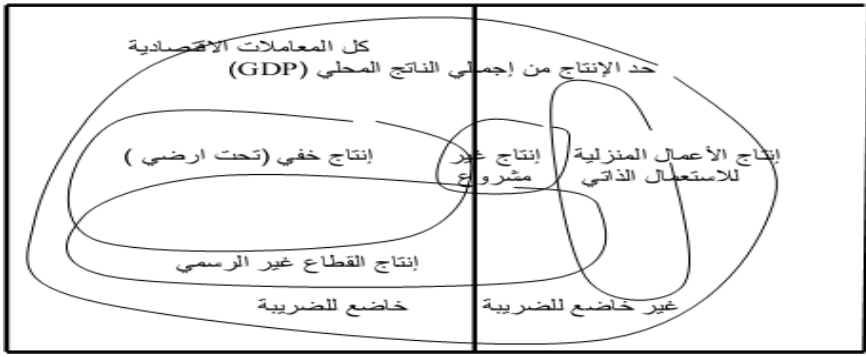 كل المعاملات الاقتصادية
حد الإنتاج من إجمالي الناتج المحلي (GDP)
إنتاج خفي (تحت ارضي )
إنتاج غير
مشروع
إنتاج الأعمال المنزلية
للاستعمال الذاتي
إنتاج القطاع غير الرسمي
خاضع للضريبة
غير خاضع للضريبة